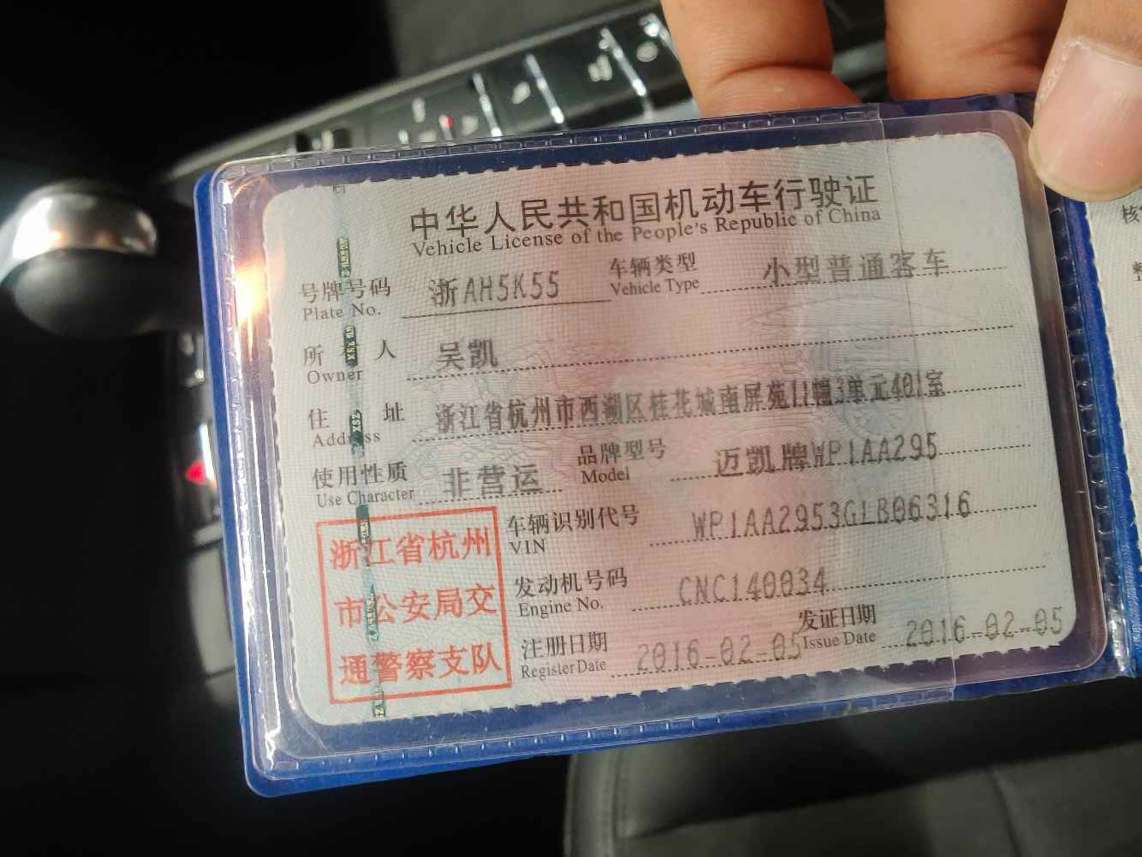 中华人民共和国机动车行驶证
Vehicle License of the People's Republic of China
号牌号码 浙AH5K55 车辆类型 小型普通客车
Plate No. Vehicle Type
所有人 吴凯
Owner
住址 浙江省杭州市西湖区桂花城南屏苑11幢3单元401室
Address
使用性质 非营运 品牌型号 迈凯牌WP1AA295
Use Character Model
车辆识别代号 WP1AA2953GLB06316
VIN
发动机号码 CNC140034
Engine No.
注册日期 2016-02-05 发证日期 2016-02-05
Register Date Issue Date
浙江省杭州
市公安局交
通警察支队
核